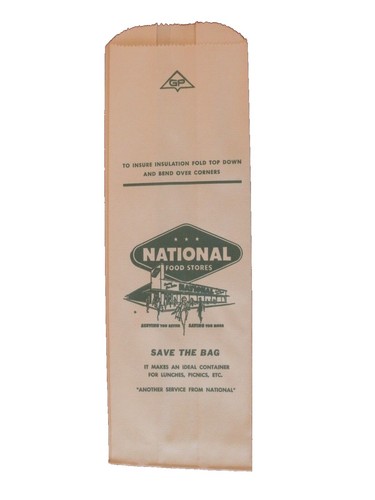 GP
TO INSURE INSULATION FOLD TOP DOWN
AND BEND OVER CORNERS
NATIONAL
FOOD STORES
NATIONAL
SAVE THE BAG
IT MAKES AN IDEAL CONTAINER
FOR LUNCHES, PICNICS, ETC.
"ANOTHER SERVICE FROM NATIONAL"